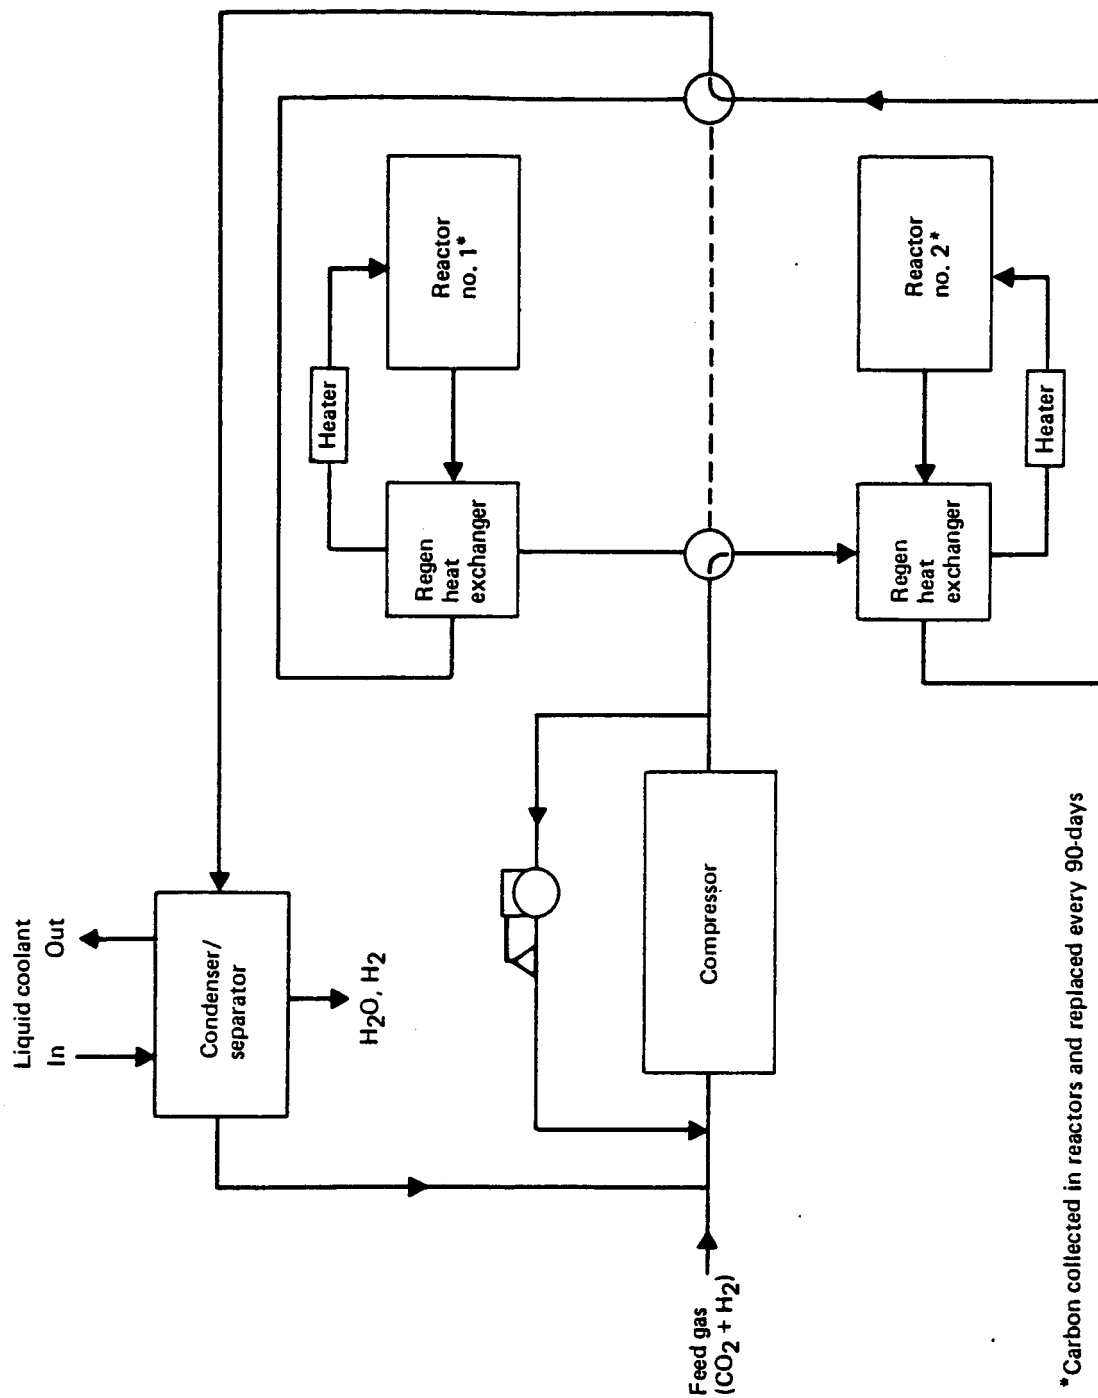 Liquid coolant
In
Out
Condenser/
separator
H2O, H2
Heater
Reactor
no. 1*
Regen
heat
exchanger
Compressor
Feed gas
(CO2 + H2)
Reactor
no. 2*
Regen
heat
exchanger
Heater
*Carbon collected in reactors and replaced every 90-days